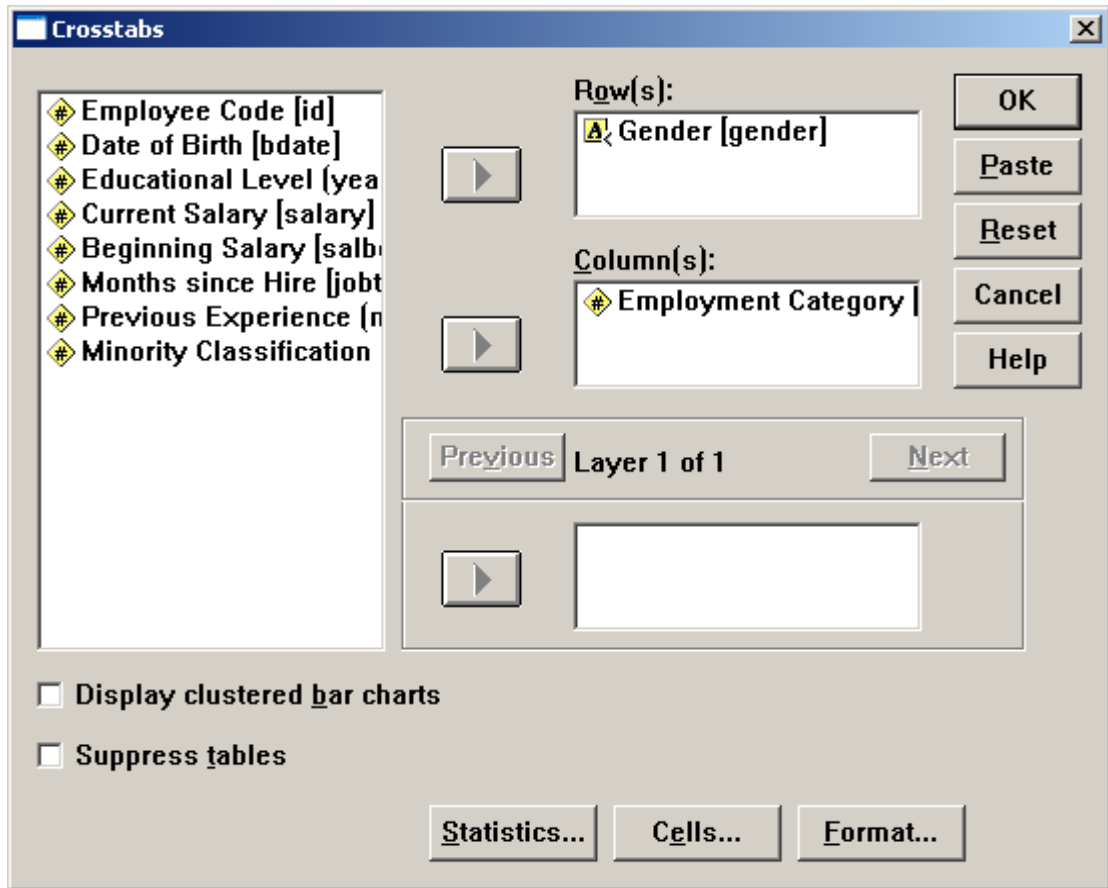 Crosstabs
Employee Code [id]
Date of Birth [bdate]
Educational Level (yea
Current Salary [salary]
Beginning Salary [salb
Months since Hire [jobt
Previous Experience (n
Minority Classification
Row(s):
A Gender [gender]
Column(s):
Employment Category [
OK
Paste
Reset
Cancel
Help
Previous Layer 1 of 1 Next
Display clustered bar charts
Suppress tables
Statistics... Cells... Format...